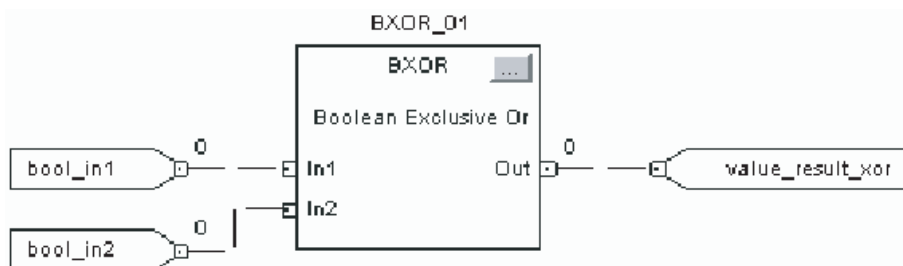 BXOR_01
BXOR ...
Boolean Exclusive Or
0 0
bool_in1 In1 Out value_result_xor
In2
0
bool_in2